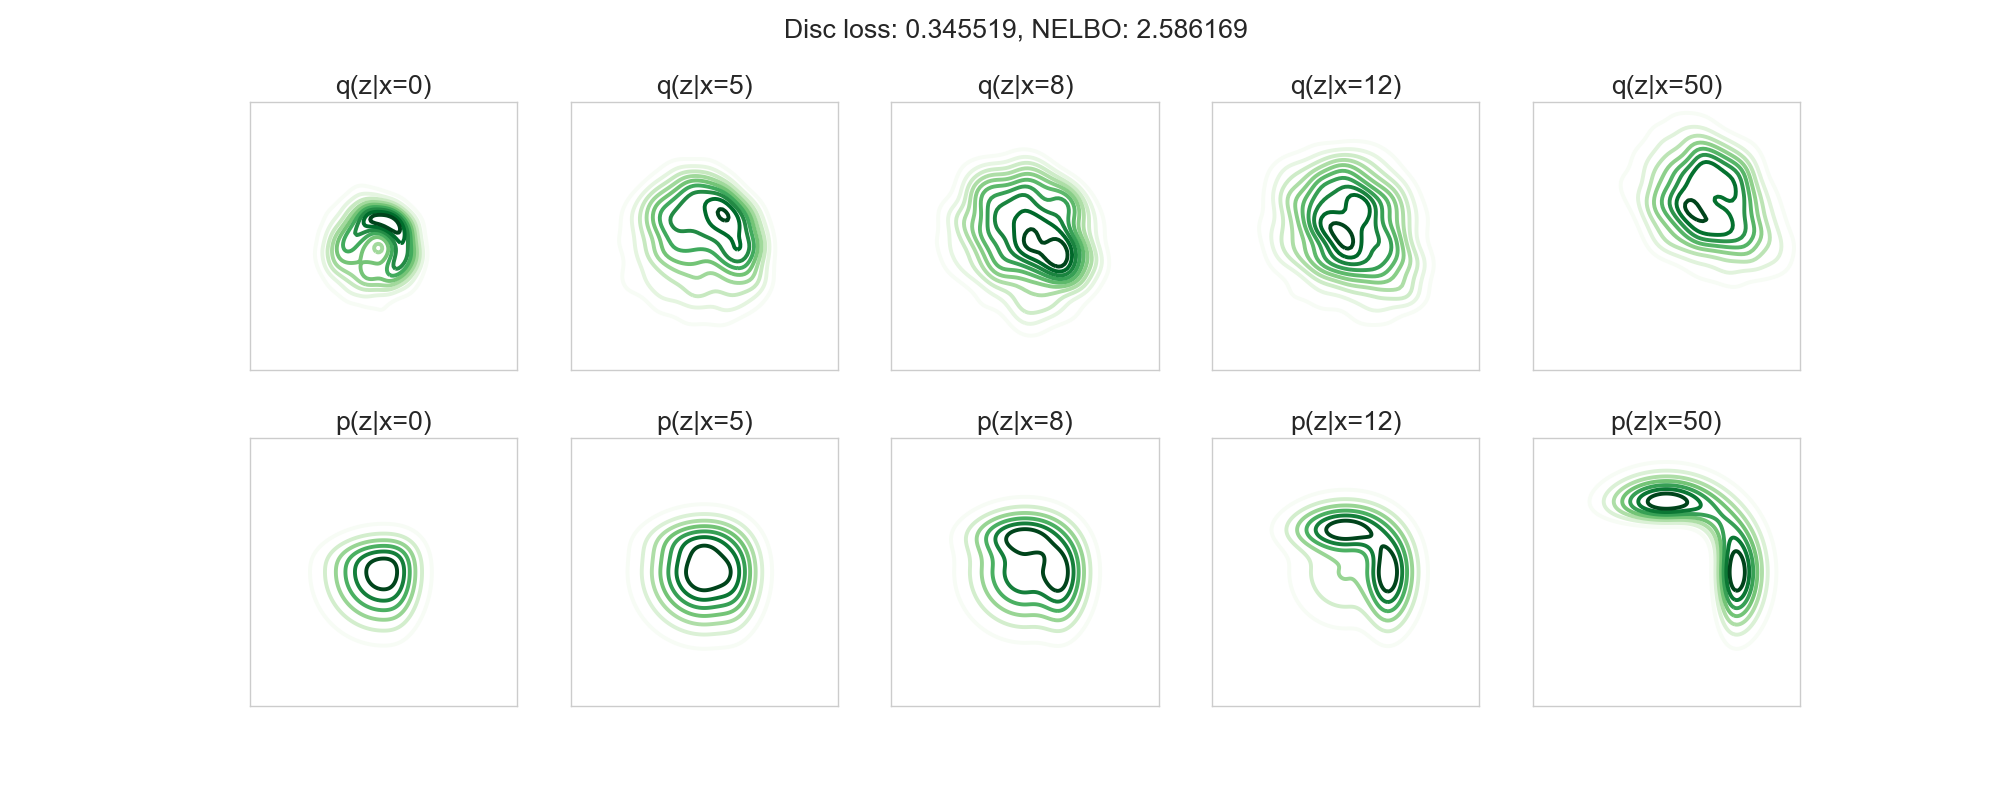 Disc loss: 0.345519, NELBO: 2.586169
q(z|x=0) q(z|x=5) q(z|x=8) q(z|x=12) q(z|x=50)
p(z|x=0) p(z|x=5) p(z|x=8) p(z|x=12) p(z|x=50)